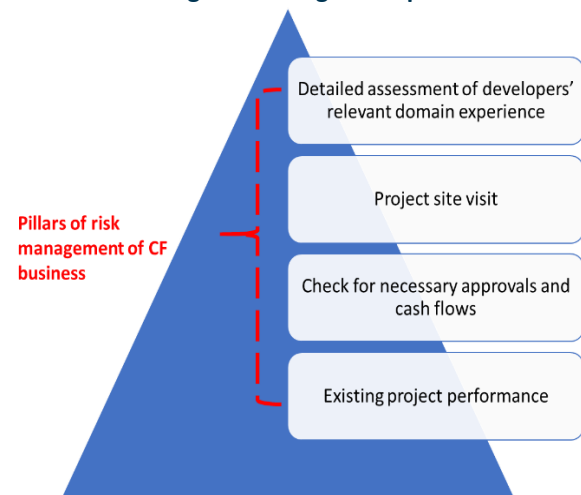 Pillars of risk
management of CF
business
Detailed assessment of developers’
relevant domain experience
Project site visit
Check for necessary approvals and
cash flows
Existing project performance